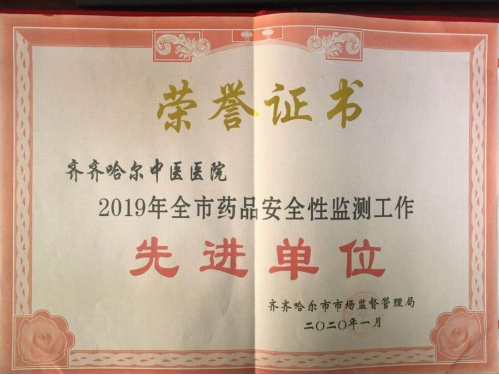 荣誉证书
齐齐哈尔中医医院
2019年全市药品安全性监测工作
先进单位
齐齐哈尔市市场监督管理局
二〇二〇年一月